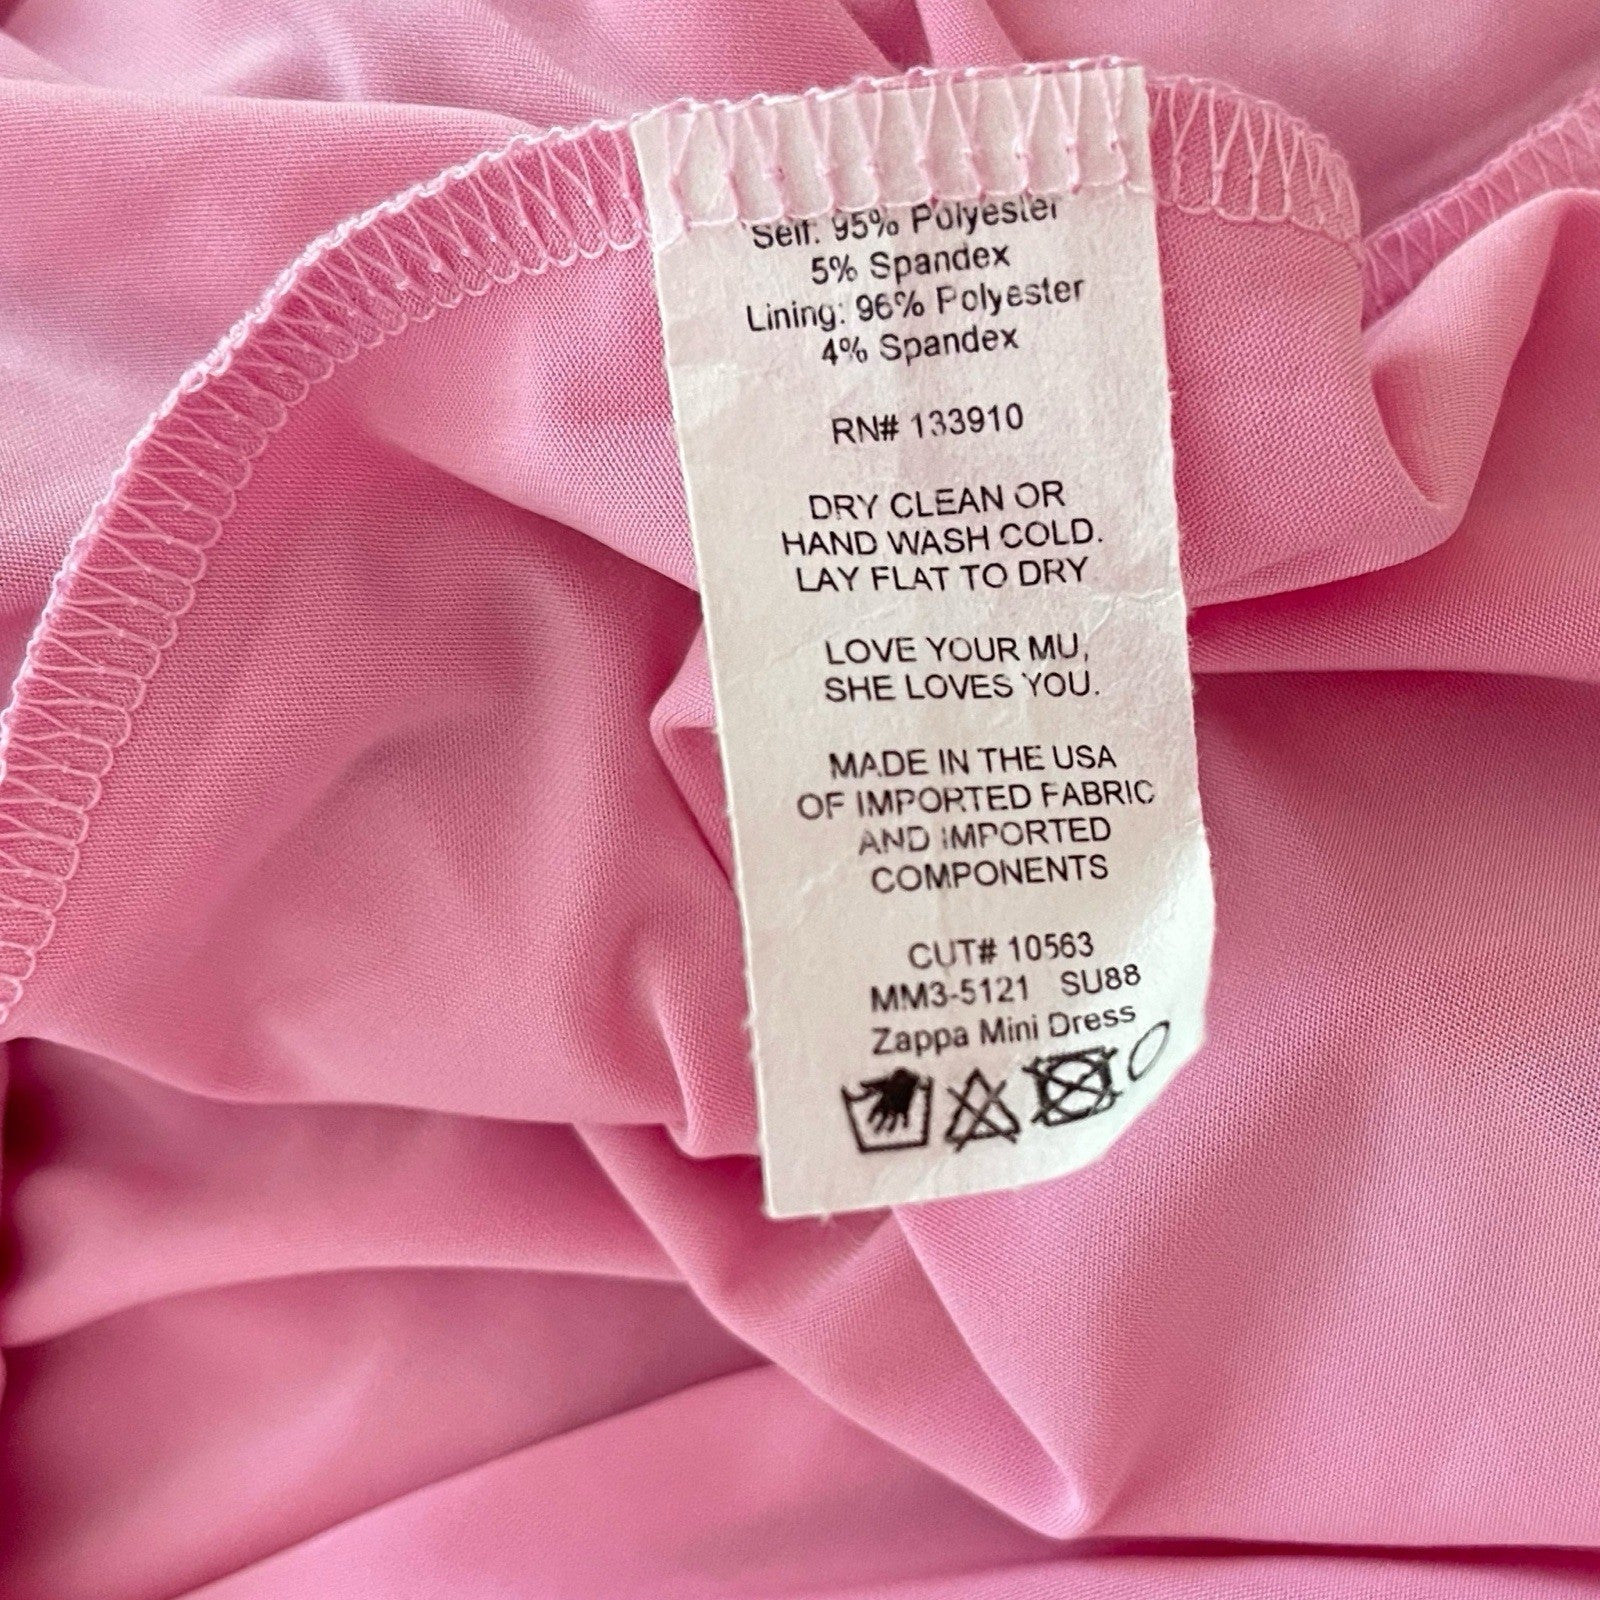 Self: 95% Polyester
5% Spandex
Lining: 96% Polyester
4% Spandex
RN# 133910
DRY CLEAN OR
HAND WASH COLD.
LAY FLAT TO DRY
LOVE YOUR MU,
SHE LOVES YOU.
MADE IN THE USA
OF IMPORTED FABRIC
AND IMPORTED
COMPONENTS
CUT# 10563
MM3-5121 SU88
Zappa Mini Dress